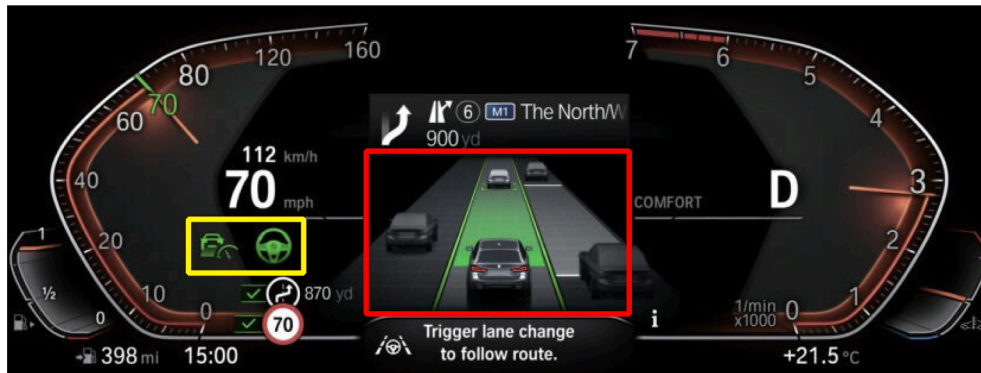 120
160
80
70
60
40
20
10
0
112 km/h
70 mph
6 M1 The North/W
900 yd
7
6
5
4
3
2
1
0
COMFORT
D
1
½
0
870 yd
70
1/min
x1000
i
Trigger lane change
to follow route.
398 mi
15:00
+21.5 °C